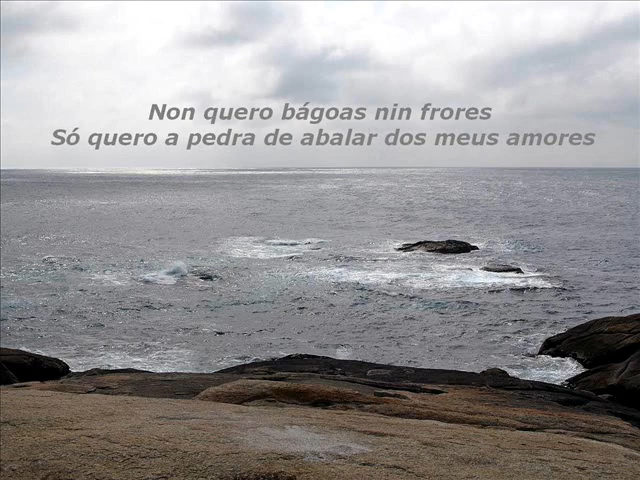 Non quero bágoas nin frores
Só quero a pedra de abalar dos meus amores